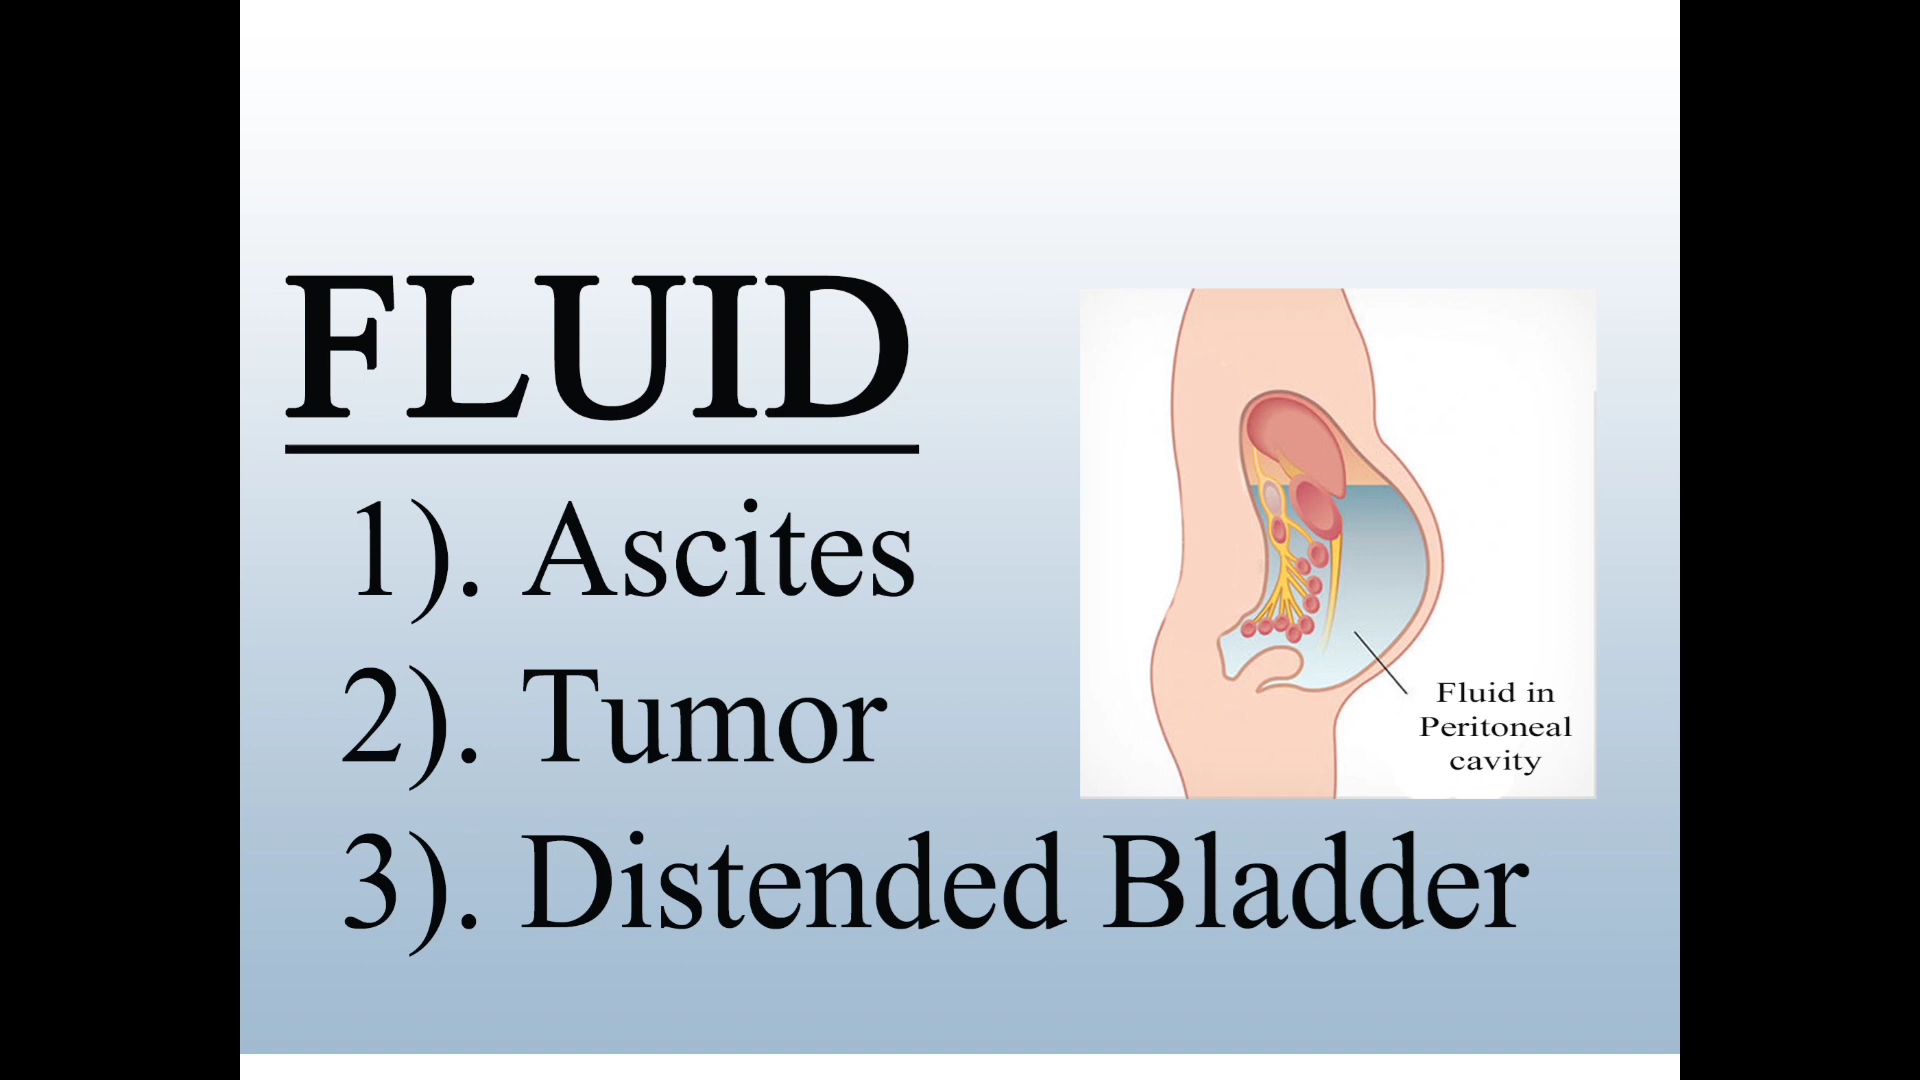 FLUID
1). Ascites
2). Tumor
Fluid in
Peritoneal
cavity
3). Distended Bladder